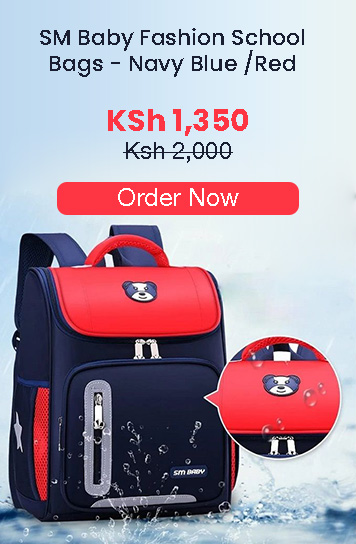 SM Baby Fashion School
Bags - Navy Blue /Red
KSh 1,350
Ksh 2,000
Order Now
SM BABY